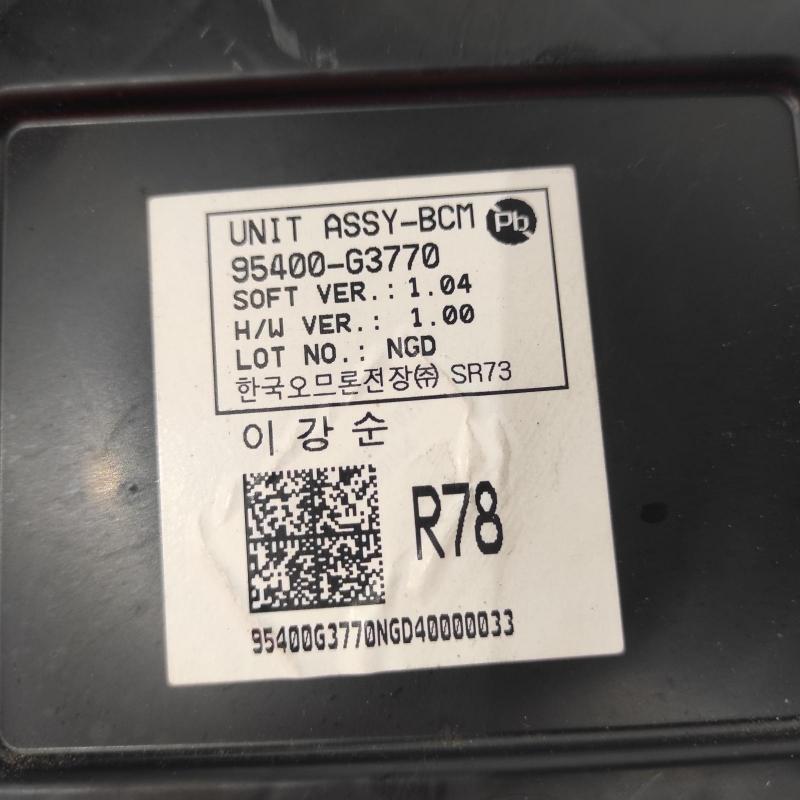 UNIT ASSY-BCM Pb
95400-G3770
SOFT VER.: 1.04
H/W VER.: 1.00
LOT NO.: NGD
한국오므론전장㈜ SR73
이강순
R78
95400G3770NGD40000033